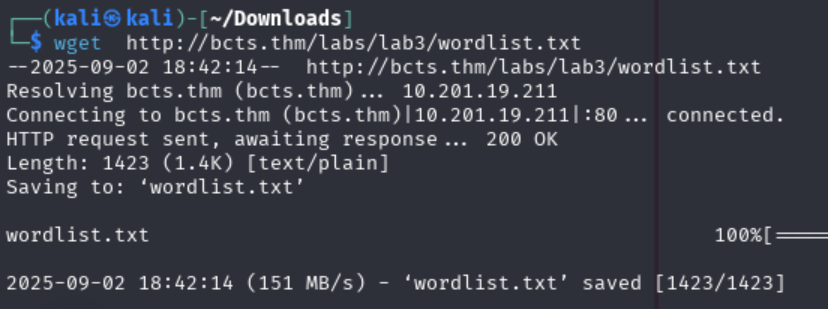 ┌──(kali㉿kali)-[~/Downloads]
└─$ wget  http://bcts.thm/labs/lab3/wordlist.txt
--2025-09-02 18:42:14--  http://bcts.thm/labs/lab3/wordlist.txt
Resolving bcts.thm (bcts.thm)... 10.201.19.211
Connecting to bcts.thm (bcts.thm)|10.201.19.211|:80... connected.
HTTP request sent, awaiting response... 200 OK
Length: 1423 (1.4K) [text/plain]
Saving to: ‘wordlist.txt’
wordlist.txt 100%[=====
2025-09-02 18:42:14 (151 MB/s) - ‘wordlist.txt’ saved [1423/1423]